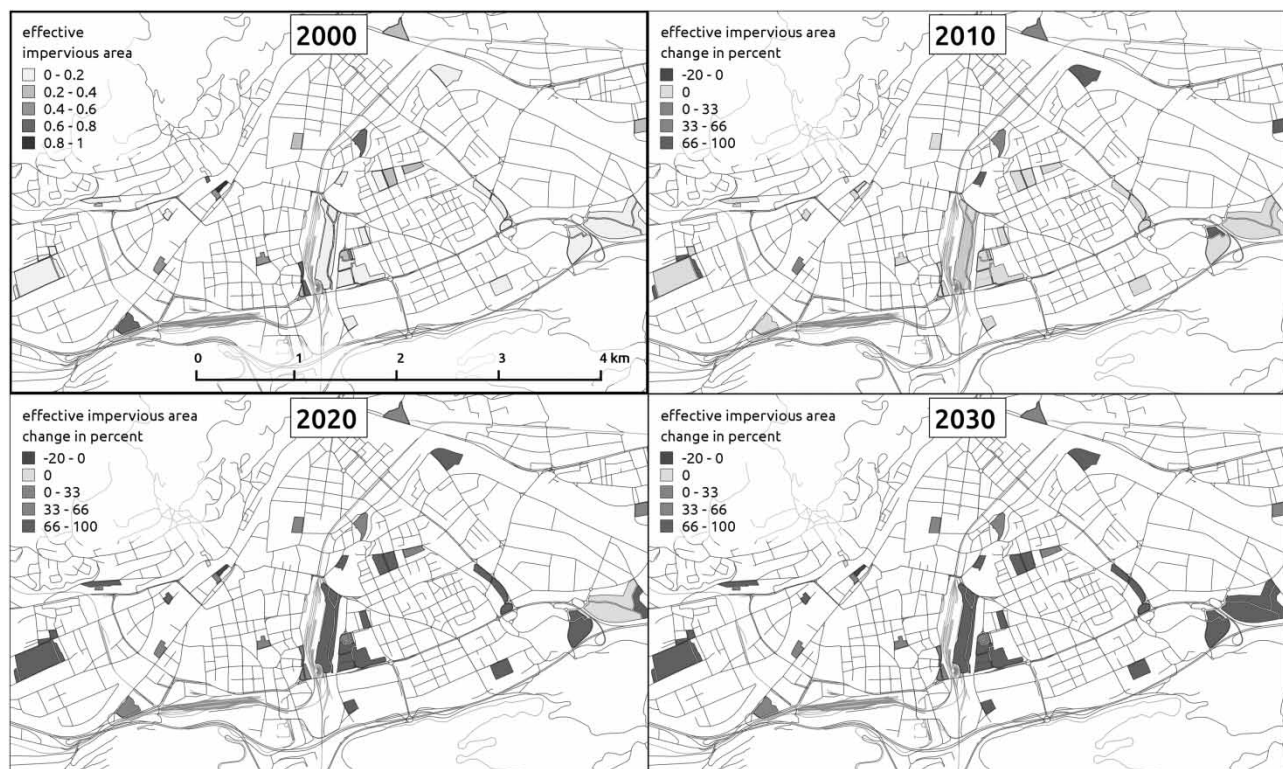 effective
impervious area
0 - 0.2
0.2 - 0.4
0.4 - 0.6
0.6 - 0.8
0.8 - 1
2000
0
1
2
3
4 km
effective impervious area
change in percent
-20 - 0
0
0 - 33
33 - 66
66 - 100
2010
effective impervious area
change in percent
-20 - 0
0
0 - 33
33 - 66
66 - 100
2020
effective impervious area
change in percent
-20 - 0
0
0 - 33
33 - 66
66 - 100
2030